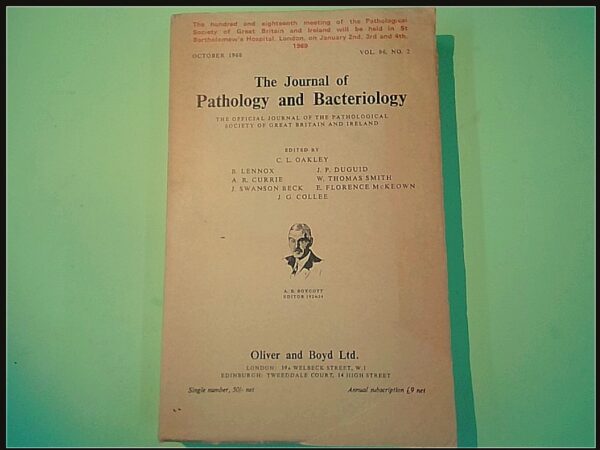 The hundred and eighteenth meeting of the Pathological
Society of Great Britain and Ireland will be held in St
Bartholomew's Hospital, London, on January 2nd, 3rd and 4th,
1969
OCTOBER 1968 VOL. 96, NO. 2
The Journal of
Pathology and Bacteriology
THE OFFICIAL JOURNAL OF THE PATHOLOGICAL
SOCIETY OF GREAT BRITAIN AND IRELAND
EDITED BY
C. L. OAKLEY
B. LENNOX J. P. DUGUID
A. R. CURRIE W. THOMAS SMITH
J. SWANSON BECK E. FLORENCE McKEOWN
J. G. COLLEE
A. E. BOYCOTT
EDITOR 1924-34
Oliver and Boyd Ltd.
LONDON: 39A WELBECK STREET, W.1
EDINBURGH: TWEEDDALE COURT, 14 HIGH STREET
Single number, 50/- net Annual subscription £9 net